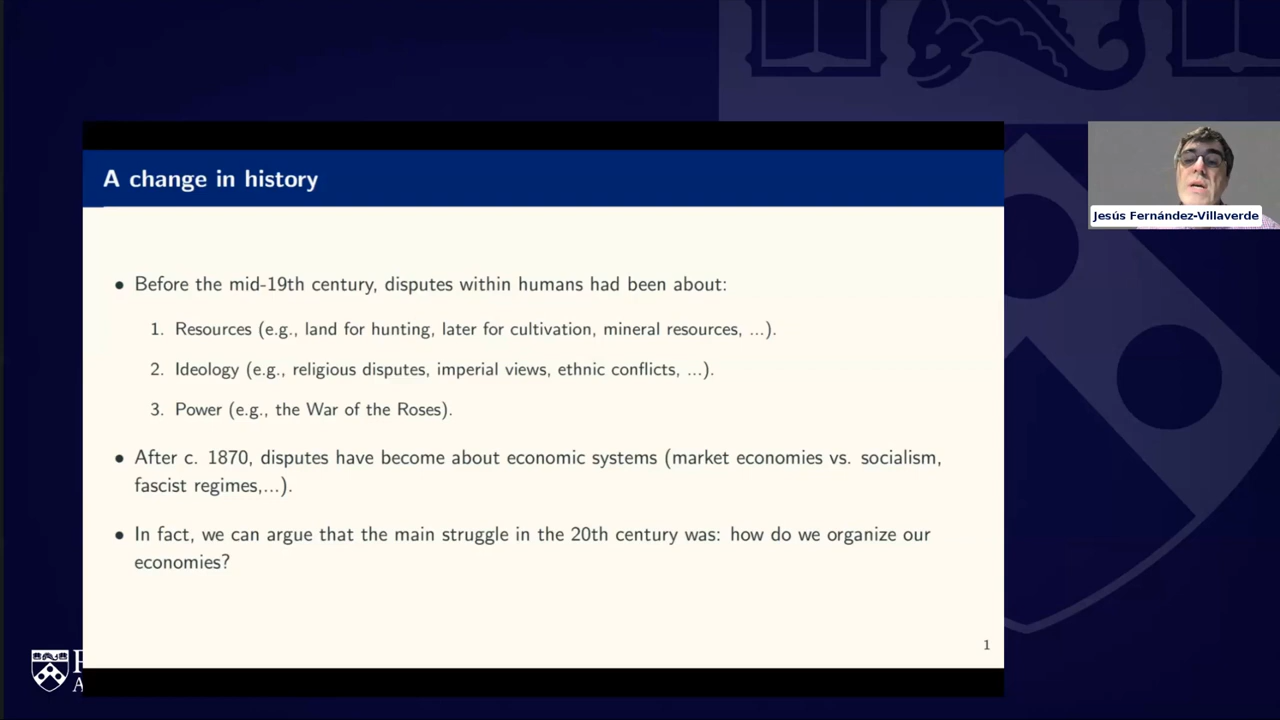 A change in history
Jesús Fernández-Villaverde
● Before the mid-19th century, disputes within humans had been about:
1. Resources (e.g., land for hunting, later for cultivation, mineral resources, ...).
2. Ideology (e.g., religious disputes, imperial views, ethnic conflicts, ...).
3. Power (e.g., the War of the Roses).
● After c. 1870, disputes have become about economic systems (market economies vs. socialism,
fascist regimes,...).
● In fact, we can argue that the main struggle in the 20th century was: how do we organize our
economies?
1